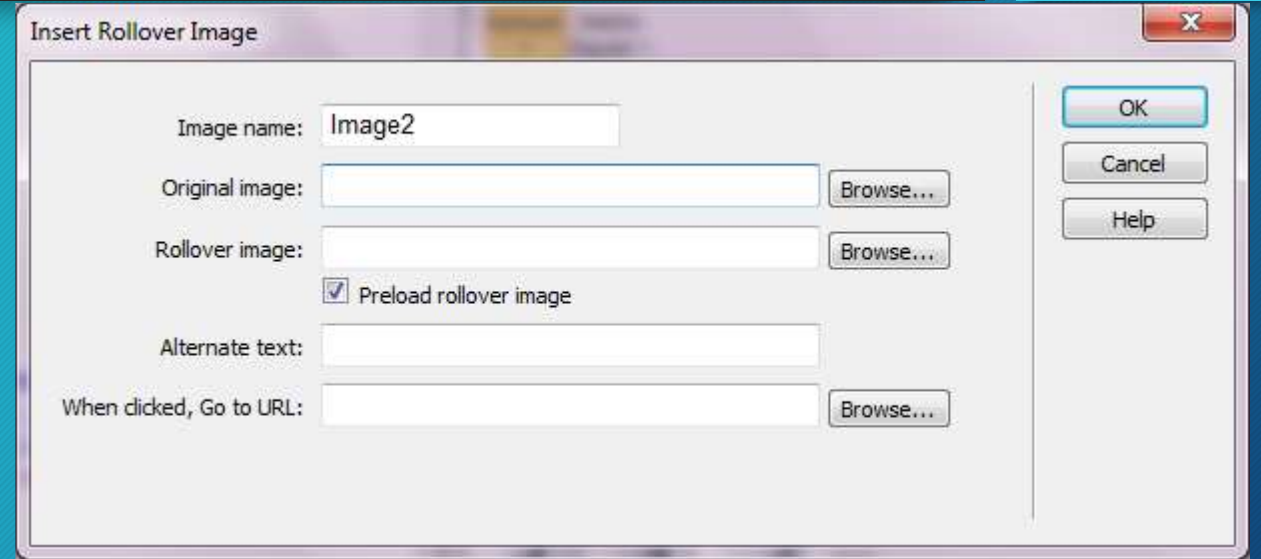 Insert Rollover Image
Image name: Image2
Original image: Browse...
Rollover image: Browse...
Preload rollover image
Alternate text:
When clicked, Go to URL: Browse...
OK
Cancel
Help